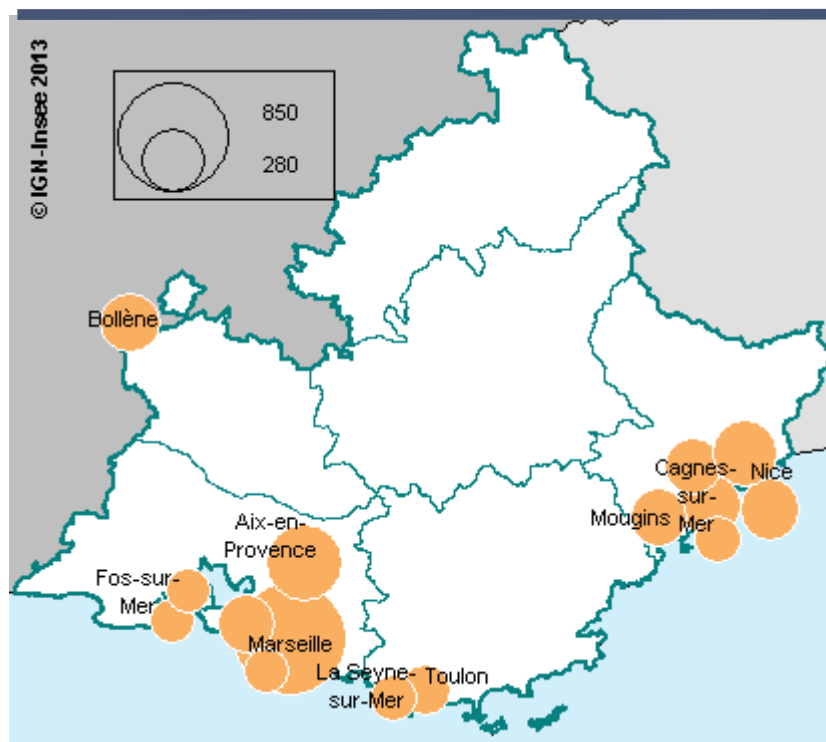 © IGN-Insee 2013
850
280
Bollène
Aix-en-
Provence
Fos-sur-
Mer
Marseille
La Seyne-
sur-Mer
Toulon
Cagnes-
sur-
Mer
Mougins
Nice